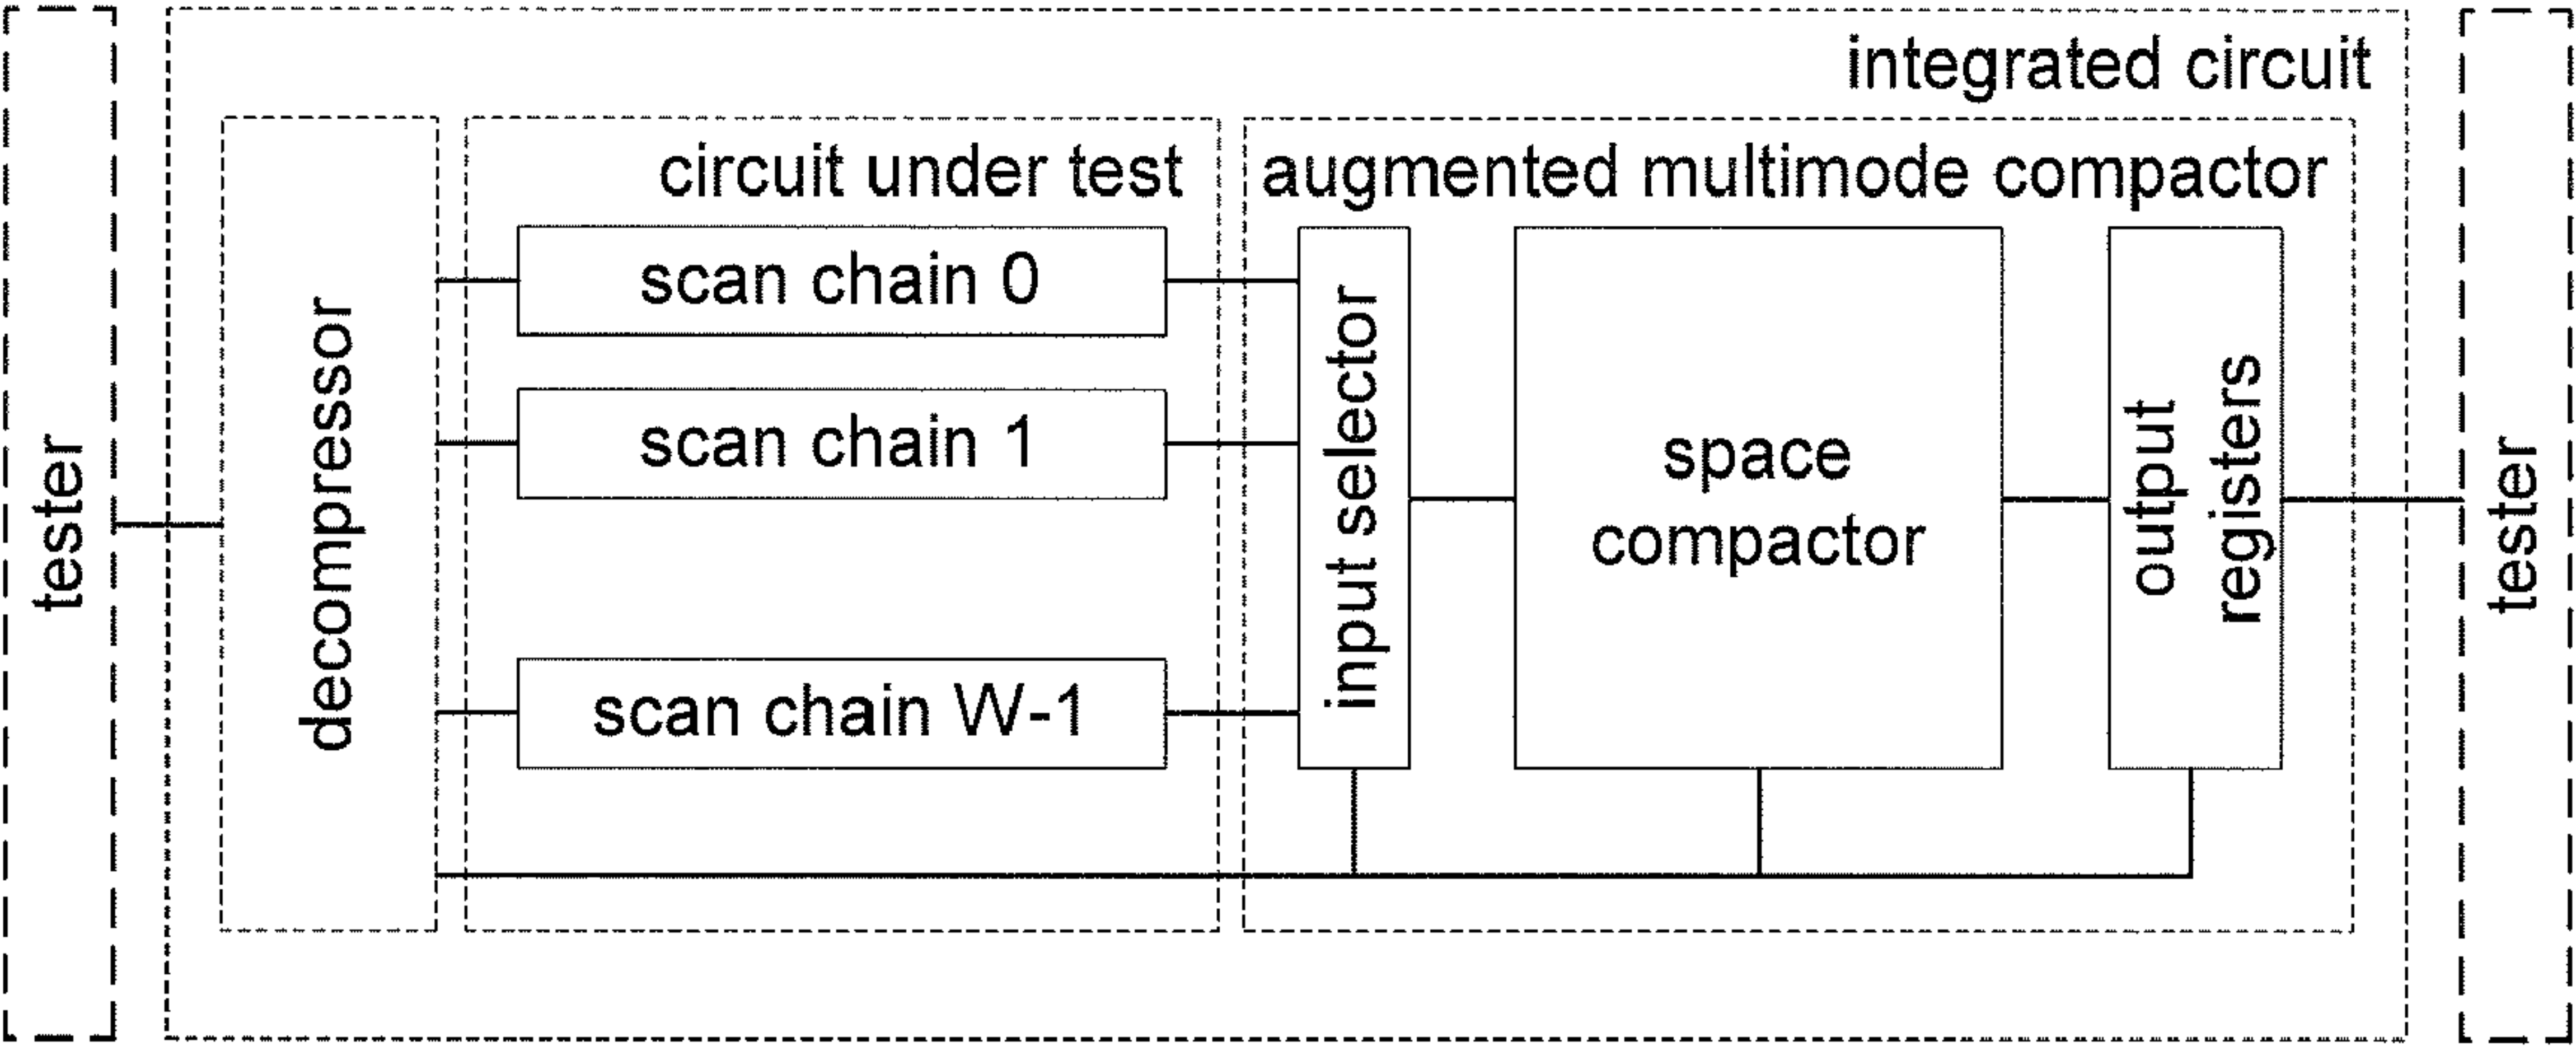 integrated circuit
circuit under test
augmented multimode compactor
tester
decompressor
scan chain 0
scan chain 1
scan chain W-1
input selector
space
compactor
output
registers
tester